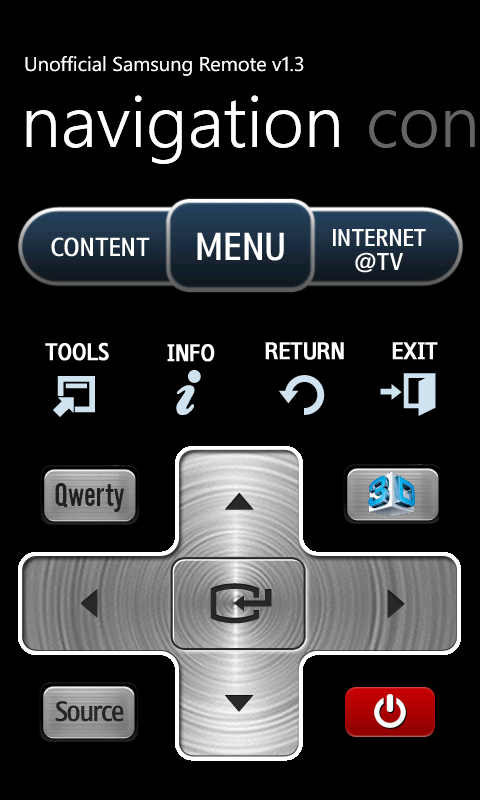 Unofficial Samsung Remote v1.3
navigation con
CONTENT
MENU
INTERNET
@TV
TOOLS
INFO
RETURN
EXIT
Qwerty
3D
Source